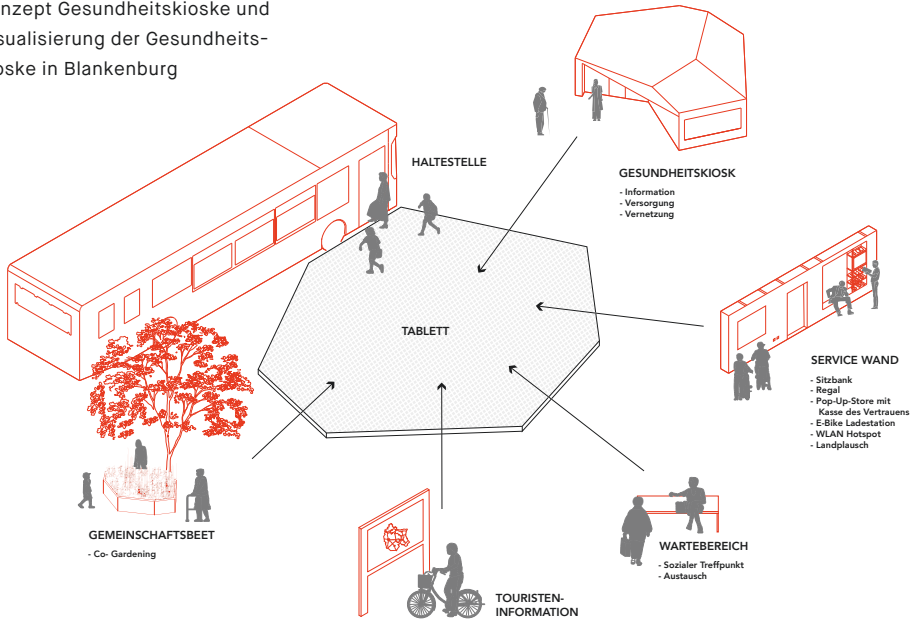 onzept Gesundheitskioske und
sualisierung der Gesundheits-
oske in Blankenburg
HALTESTELLE
GESUNDHEITSKIOSK
- Information
- Versorgung
- Vernetzung
TABLETT
SERVICE WAND
- Sitzbank
- Regal
- Pop-Up-Store mit
Kasse des Vertrauens
- E-Bike Ladestation
- WLAN Hotspot
- Landplausch
GEMEINSCHAFTSBEET
- Co- Gardening
WARTEBEREICH
- Sozialer Treffpunkt
- Austausch
TOURISTEN-
INFORMATION